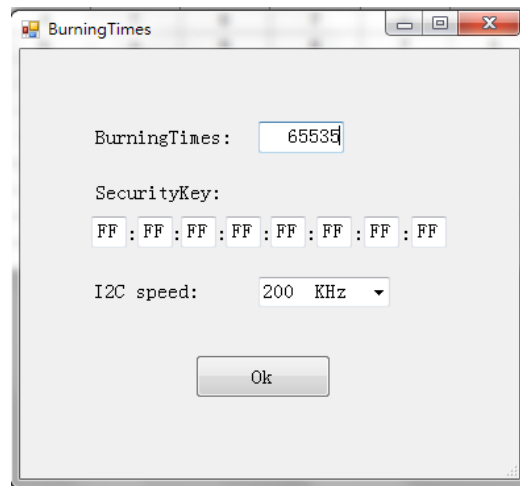 BurningTimes
BurningTimes: 65535
SecurityKey:
FF : FF : FF : FF : FF : FF : FF : FF
I2C speed: 200 KHz
Ok